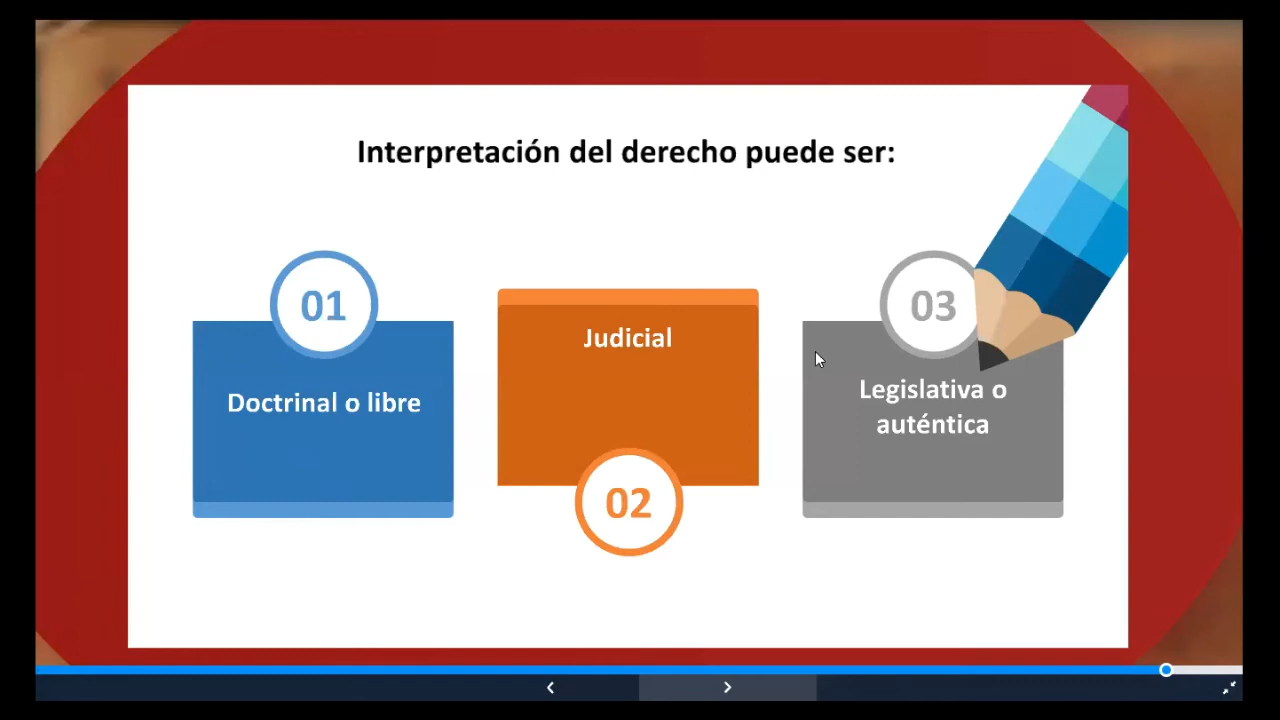 Interpretación del derecho puede ser:
01
Doctrinal o libre
Judicial
02
03
Legislativa o
auténtica